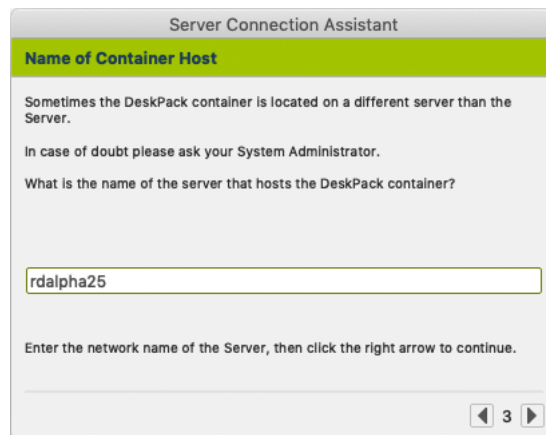 Server Connection Assistant
Name of Container Host
Sometimes the DeskPack container is located on a different server than the
Server.
In case of doubt please ask your System Administrator.
What is the name of the server that hosts the DeskPack container?
rdalpha25
Enter the network name of the Server, then click the right arrow to continue.
3